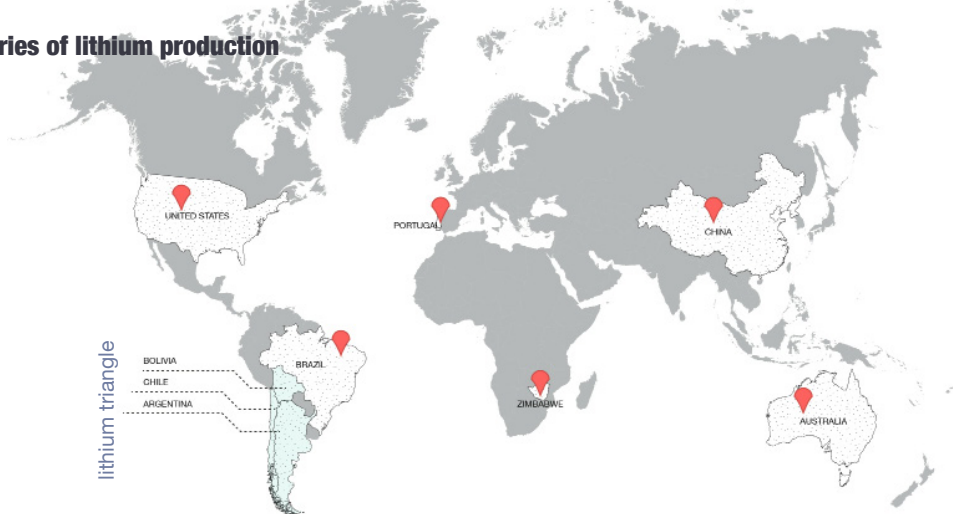 ries of lithium production
UNITED STATES
PORTUGAL
CHINA
lithium triangle
BOLIVIA
CHILE
ARGENTINA
BRAZIL
ZIMBABWE
AUSTRALIA